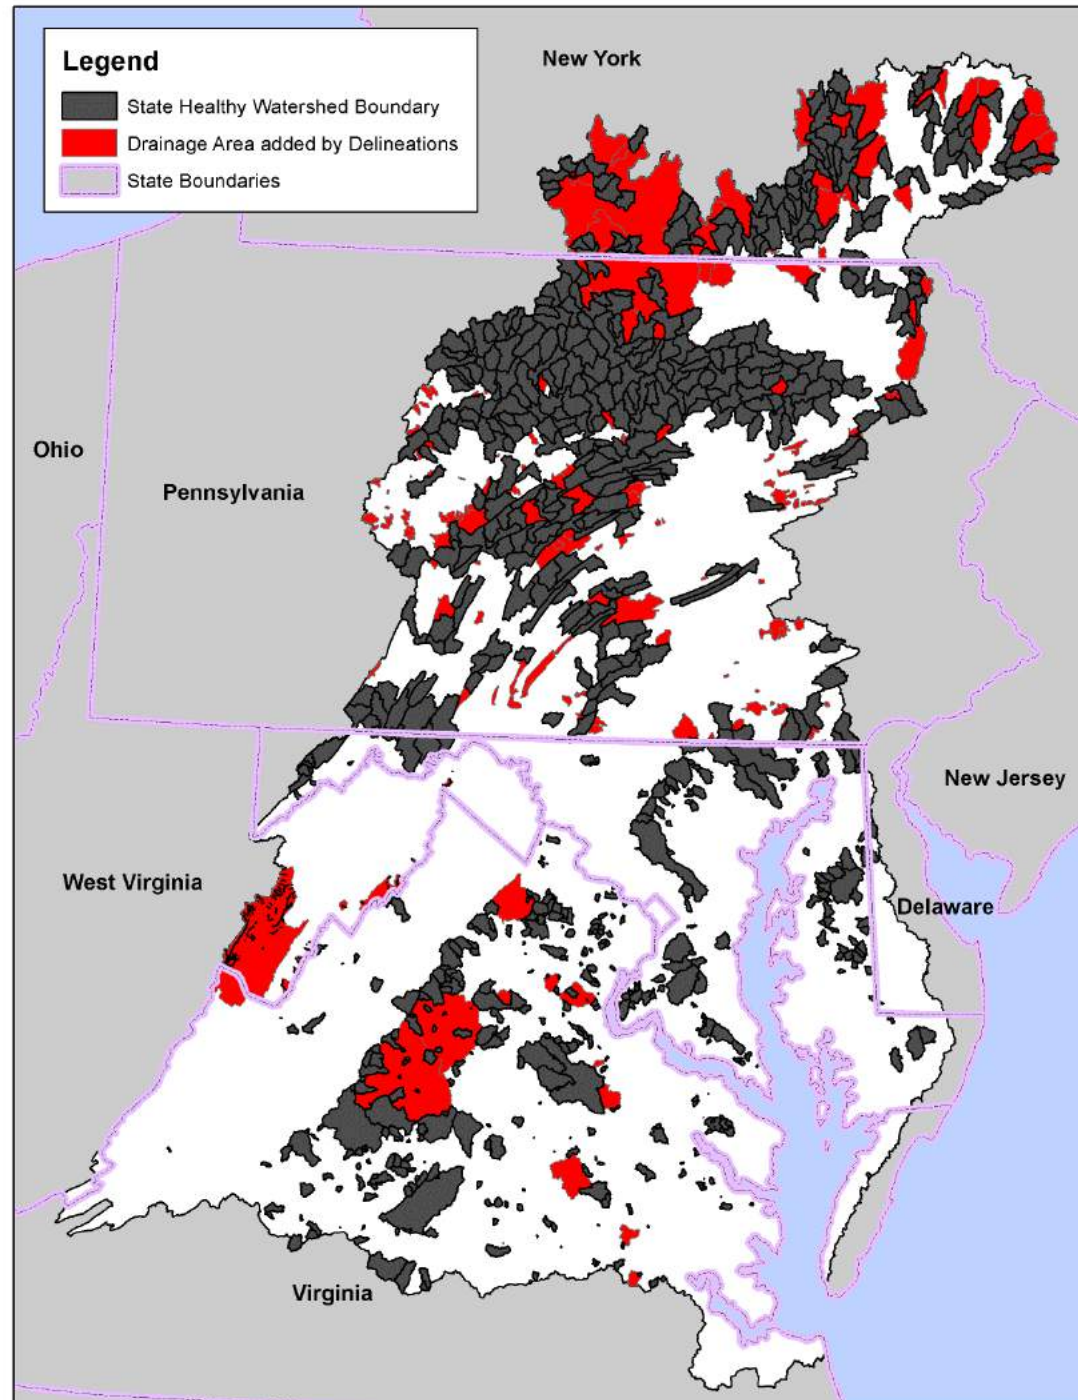 New York
Legend
State Healthy Watershed Boundary
Drainage Area added by Delineations
State Boundaries
Ohio
Pennsylvania
New Jersey
West Virginia
Delaware
Virginia